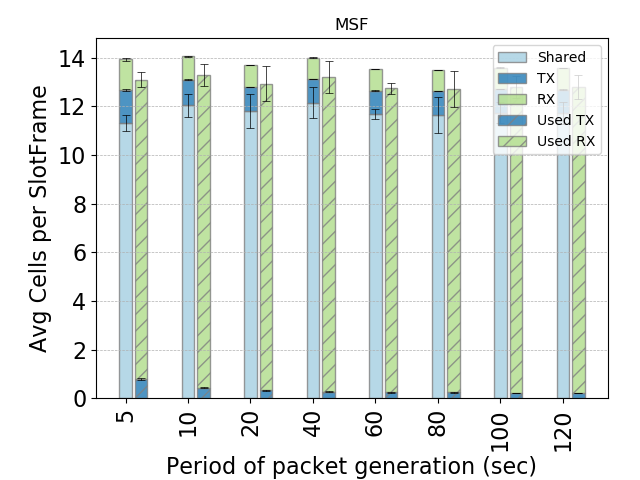 MSF
Avg Cells per SlotFrame
14
12
10
8
6
4
2
0
Shared
TX
RX
Used TX
Used RX
5
10
20
40
60
80
100
120
Period of packet generation (sec)